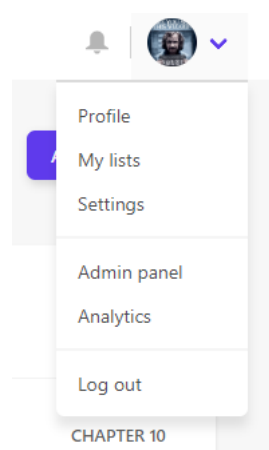 Profile
My lists
Settings
Admin panel
Analytics
Log out
CHAPTER 10